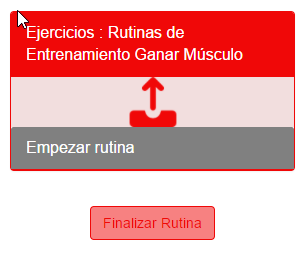 Ejercicios : Rutinas de
Entrenamiento Ganar Músculo
Empezar rutina
Finalizar Rutina